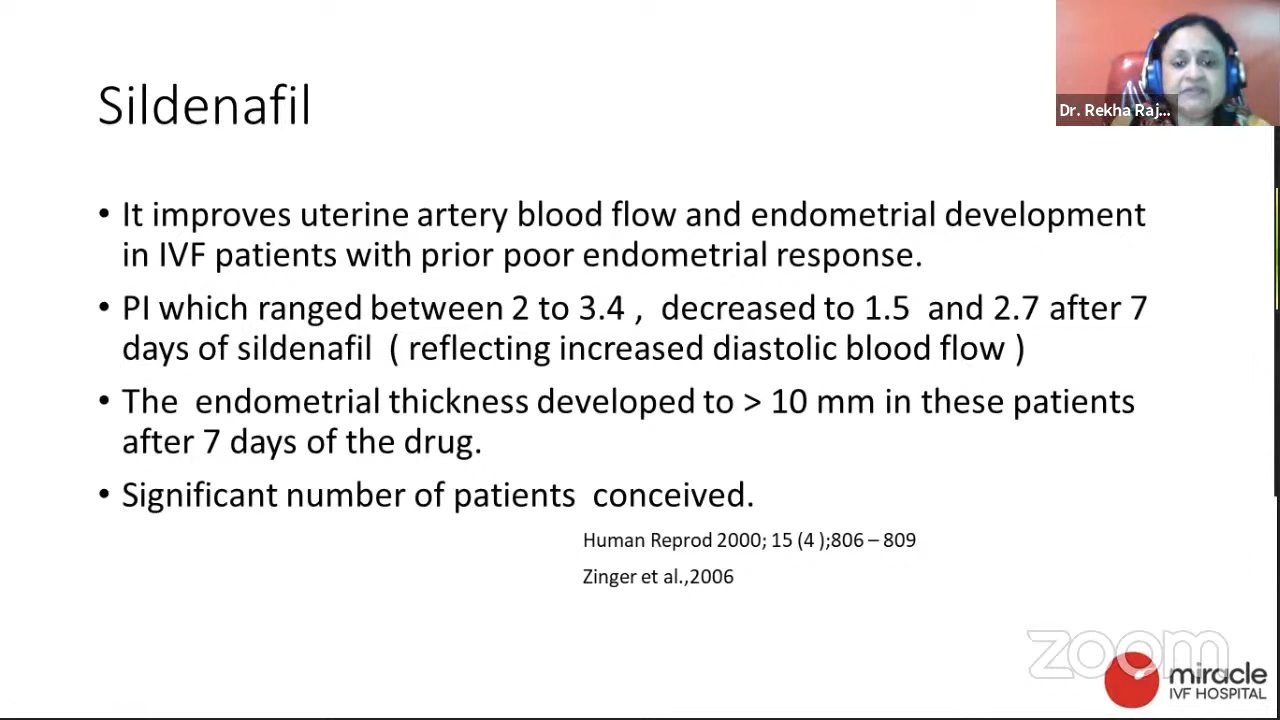 Dr. Rekha Raj...
Sildenafil
• It improves uterine artery blood flow and endometrial development
in IVF patients with prior poor endometrial response.
• PI which ranged between 2 to 3.4 , decreased to 1.5 and 2.7 after 7
days of sildenafil ( reflecting increased diastolic blood flow )
• The endometrial thickness developed to > 10 mm in these patients
after 7 days of the drug.
• Significant number of patients conceived.
Human Reprod 2000; 15 (4 );806 – 809
Zinger et al.,2006
zoom
miracle
IVF HOSPITAL